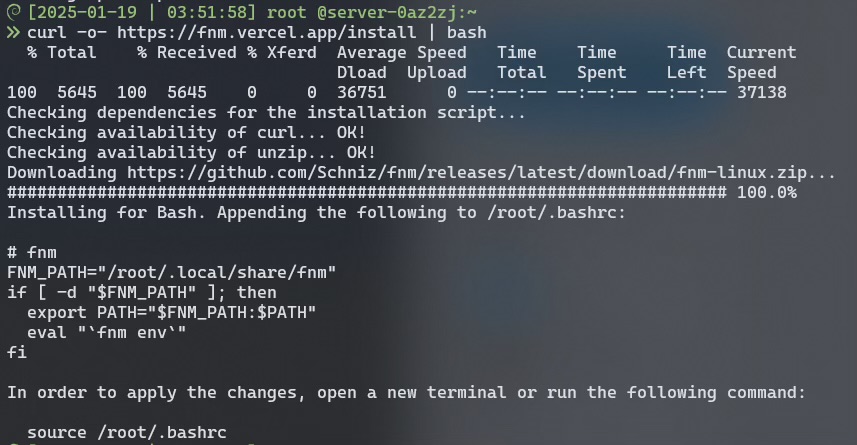 [2025-01-19 | 03:51:58] root @server-0az2zj:~
» curl -o- https://fnm.vercel.app/install | bash
  % Total    % Received % Xferd  Average Speed   Time    Time     Time  Current
                                 Dload  Upload   Total   Spent    Left  Speed
100  5645  100  5645    0     0  36751      0 --:--:-- --:--:-- --:--:-- 37138
Checking dependencies for the installation script...
Checking availability of curl... OK!
Checking availability of unzip... OK!
Downloading https://github.com/Schniz/fnm/releases/latest/download/fnm-linux.zip...
######################################################################## 100.0%
Installing for Bash. Appending the following to /root/.bashrc:

# fnm
FNM_PATH="/root/.local/share/fnm"
if [ -d "$FNM_PATH" ]; then
  export PATH="$FNM_PATH:$PATH"
  eval "`fnm env`"
fi

In order to apply the changes, open a new terminal or run the following command:

  source /root/.bashrc